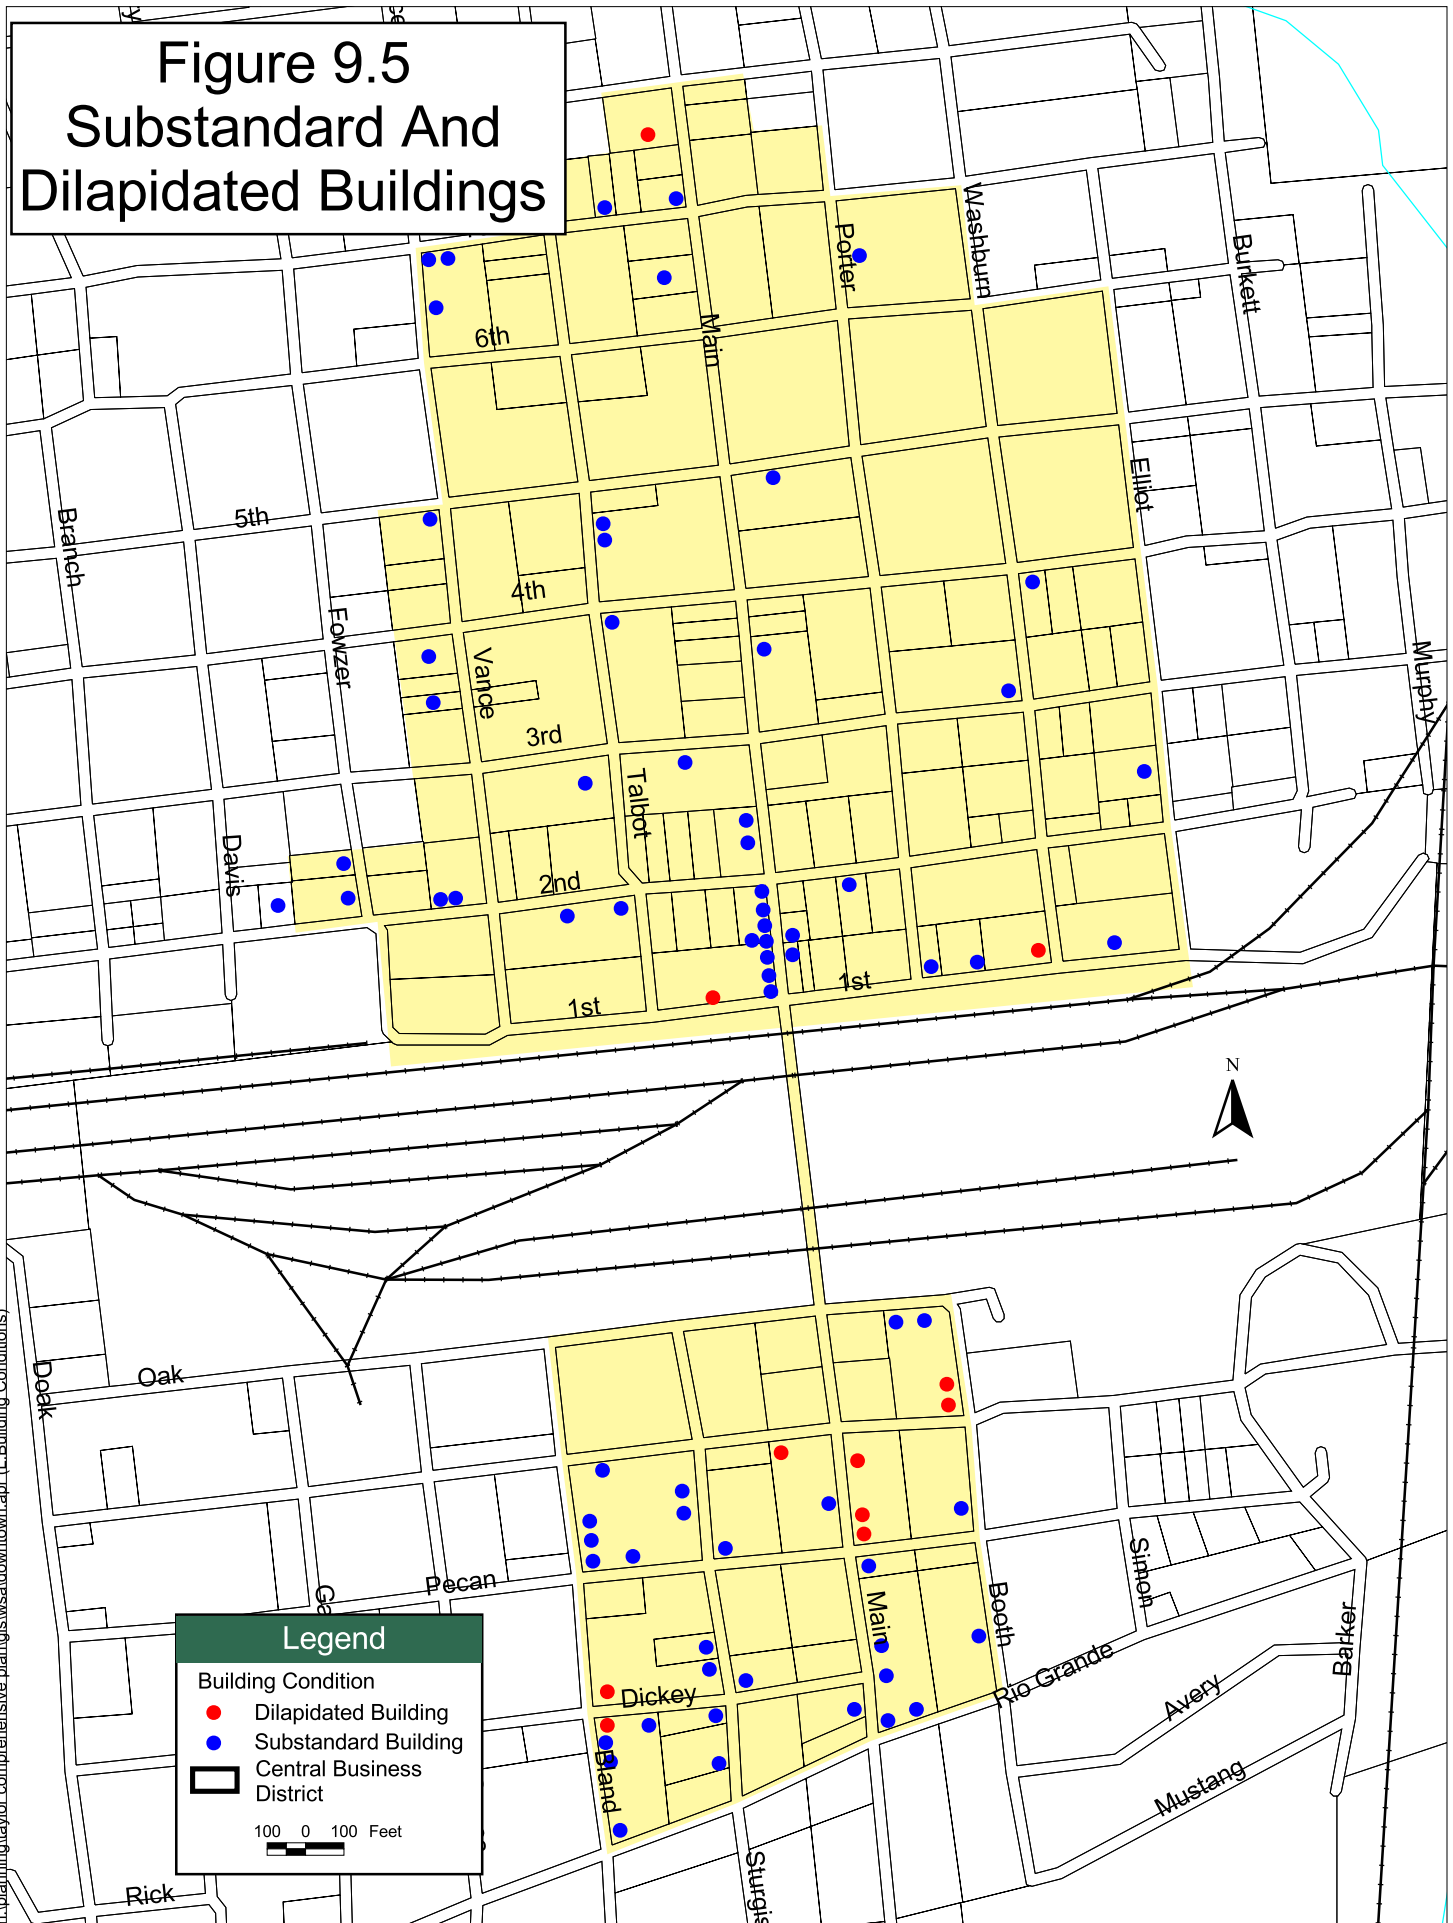 Figure 9.5
Substandard And
Dilapidated Buildings
Washburn
Porter
Burkett
Main
6th
Elliot
5th
Branch
4th
Fowzer
Vance
Murphy
3rd
Talbot
Davis
2nd
1st
1st
N
Oak
Doak
Pecan
Simon
Booth
Main
Barker
Rio Grande
Avery
Dickey
Bland
Mustang
Sturgis
Rick
Legend
Building Condition
Dilapidated Building
Substandard Building
Central Business
District
100 0 100 Feet